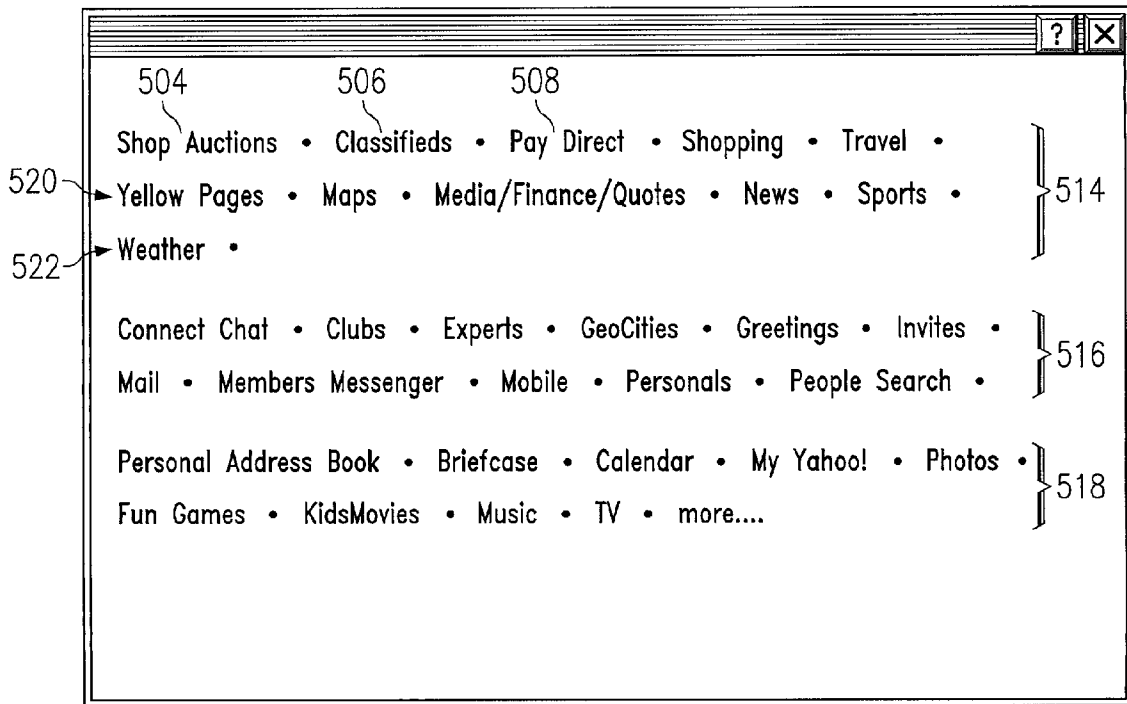 ? X
504 506 508
Shop Auctions • Classifieds • Pay Direct • Shopping • Travel •
514
520 Yellow Pages • Maps • Media/Finance/Quotes • News • Sports •
522 Weather •
Connect Chat • Clubs • Experts • GeoCities • Greetings • Invites •
516
Mail • Members Messenger • Mobile • Personals • People Search •
Personal Address Book • Briefcase • Calendar • My Yahoo! • Photos •
518
Fun Games • KidsMovies • Music • TV • more....